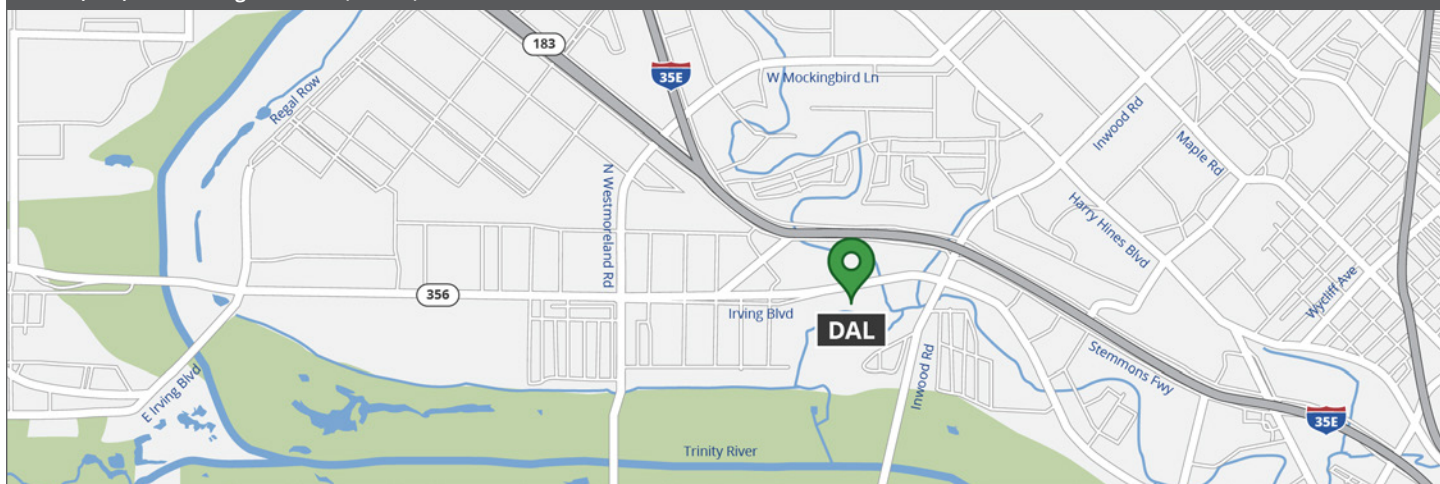 183
35E
W Mockingbird Ln
Regal Row
Inwood Rd
Maple Rd
N Westmoreland Rd
Harry Hines Blvd
356
Irving Blvd
DAL
Wycliff Ave
Inwood Rd
Stemmons Fwy
E Irving Blvd
35E
Trinity River